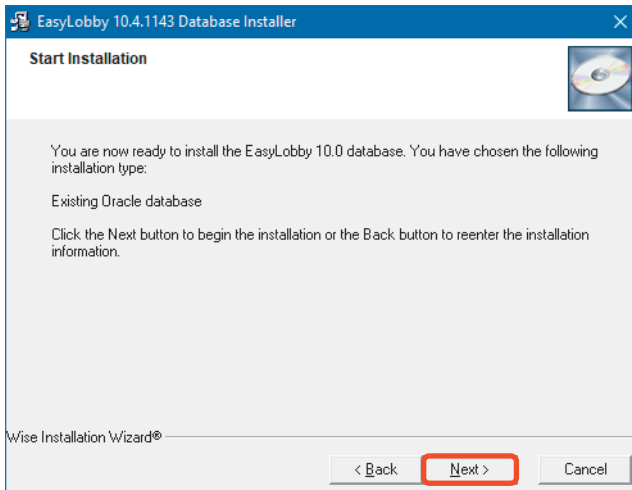 EasyLobby 10.4.1143 Database Installer
Start Installation
You are now ready to install the EasyLobby 10.0 database. You have chosen the following
installation type:
Existing Oracle database
Click the Next button to begin the installation or the Back button to reenter the installation
information.
Wise Installation Wizard®
< Back
Next >
Cancel